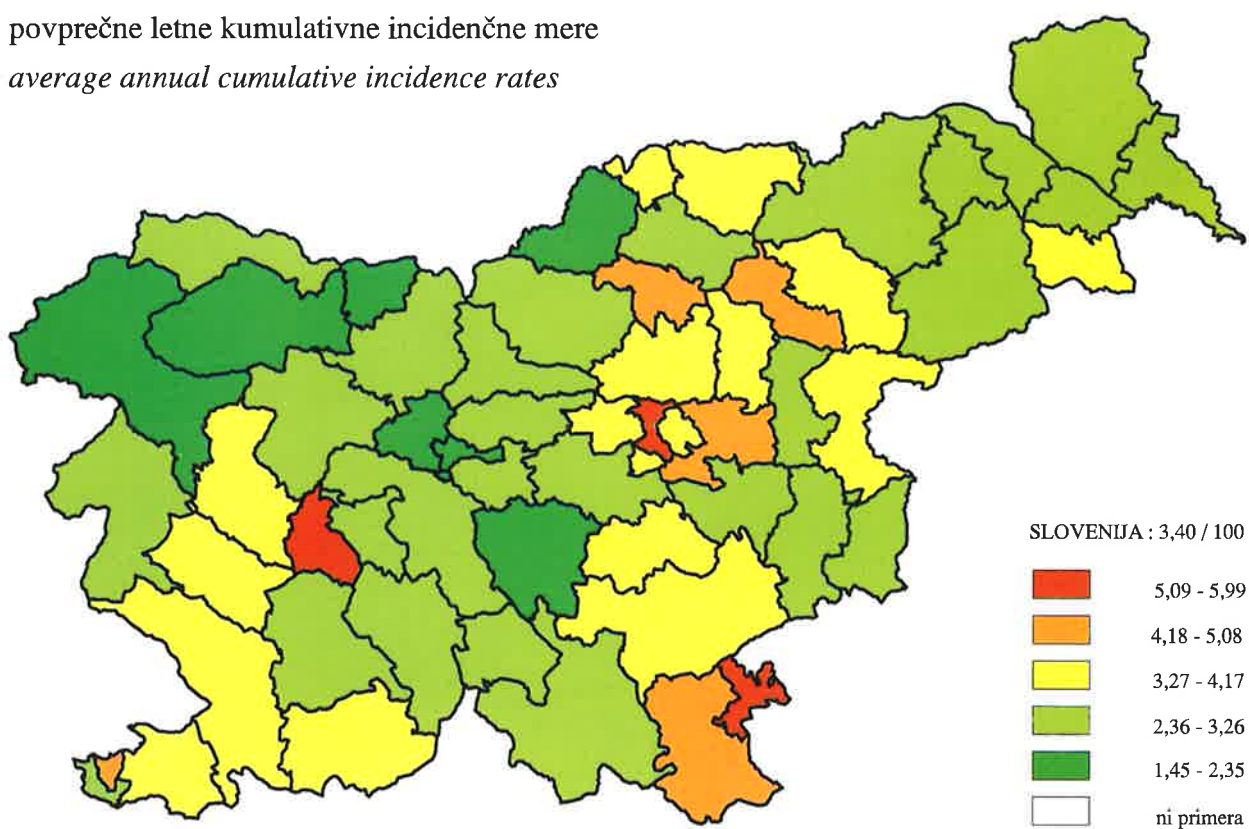 povprečne letne kumulativne incidenčne mere
average annual cumulative incidence rates
SLOVENIJA : 3,40 / 100
5,09 - 5,99
4,18 - 5,08
3,27 - 4,17
2,36 - 3,26
1,45 - 2,35
ni primera